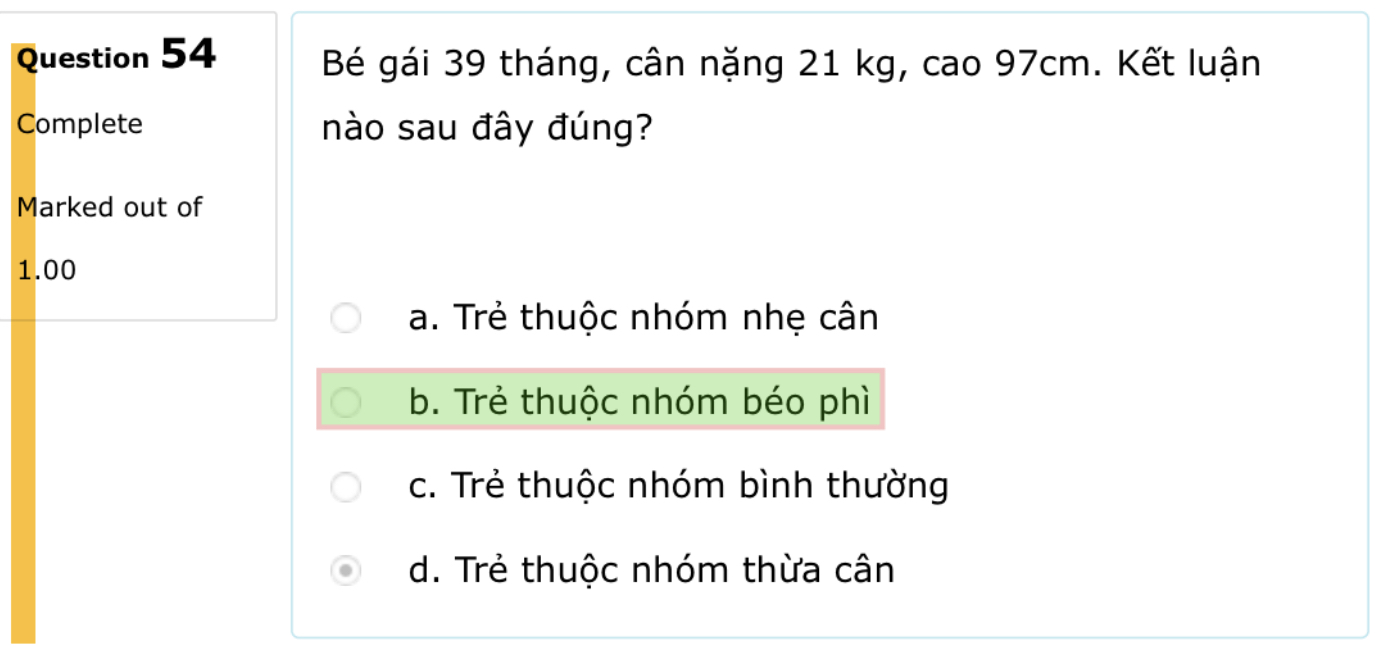 Question 54
Complete
Marked out of
1.00
Bé gái 39 tháng, cân nặng 21 kg, cao 97cm. Kết luận
nào sau đây đúng?
a. Trẻ thuộc nhóm nhẹ cân
b. Trẻ thuộc nhóm béo phì
c. Trẻ thuộc nhóm bình thường
d. Trẻ thuộc nhóm thừa cân